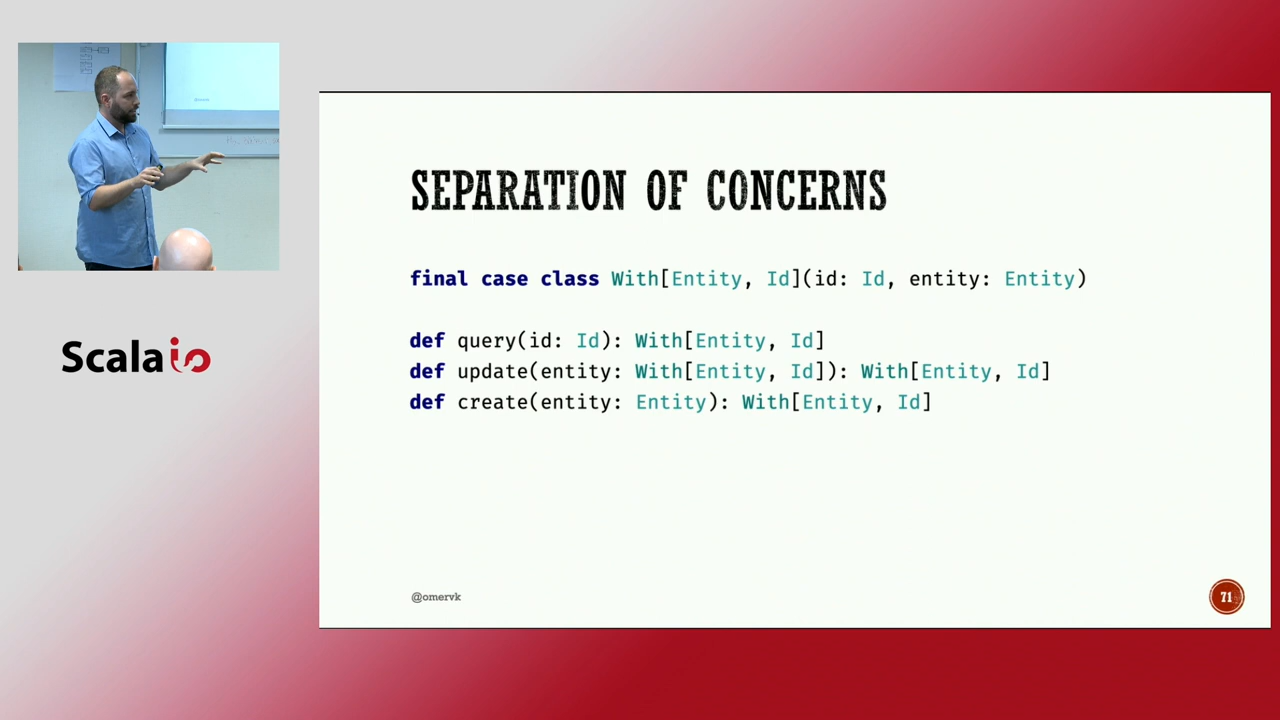 SEPARATION OF CONCERNS
final case class With[Entity, Id](id: Id, entity: Entity)
def query(id: Id): With[Entity, Id]
def update(entity: With[Entity, Id]): With[Entity, Id]
def create(entity: Entity): With[Entity, Id]
Scala io
@omervk
71